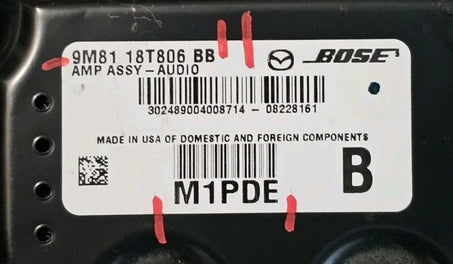 9M81 18T806 BB
BOSE
AMP ASSY-AUDIO
302489004008714 - 08228161
MADE IN USA OF DOMESTIC AND FOREIGN COMPONENTS
M1PDE
B